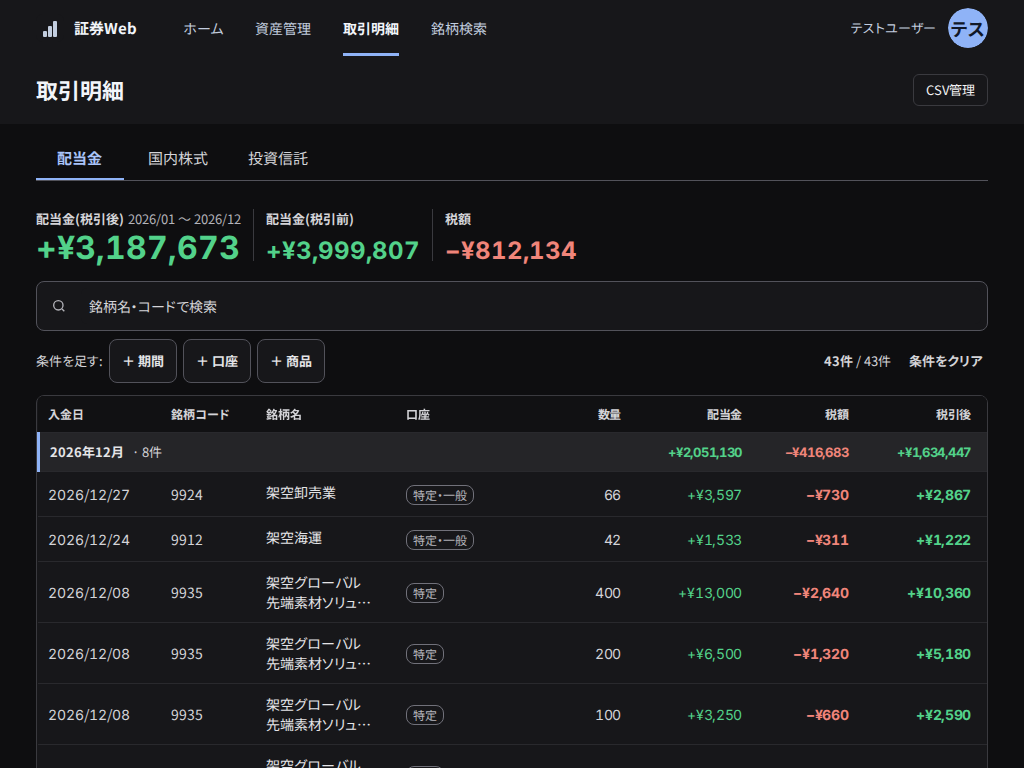 証券Web ホーム 資産管理 取引明細 銘柄検索 テストユーザー テス
取引明細 CSV管理
配当金 国内株式 投資信託
配当金(税引後) 2026/01 〜 2026/12 配当金(税引前) 税額
+¥3,187,673 +¥3,999,807 −¥812,134
銘柄名・コードで検索
条件を足す: + 期間 + 口座 + 商品 43件 / 43件 条件をクリア
入金日 銘柄コード 銘柄名 口座 数量 配当金 税額 税引後
2026年12月 · 8件 +¥2,051,130 −¥416,683 +¥1,634,447
2026/12/27 9924 架空卸売業 特定・一般 66 +¥3,597 −¥730 +¥2,867
2026/12/24 9912 架空海運 特定・一般 42 +¥1,533 −¥311 +¥1,222
2026/12/08 9935 架空グローバル 特定 400 +¥13,000 −¥2,640 +¥10,360
先端素材ソリュ…
2026/12/08 9935 架空グローバル 特定 200 +¥6,500 −¥1,320 +¥5,180
先端素材ソリュ…
2026/12/08 9935 架空グローバル 特定 100 +¥3,250 −¥660 +¥2,590
先端素材ソリュ…
架空グローバル